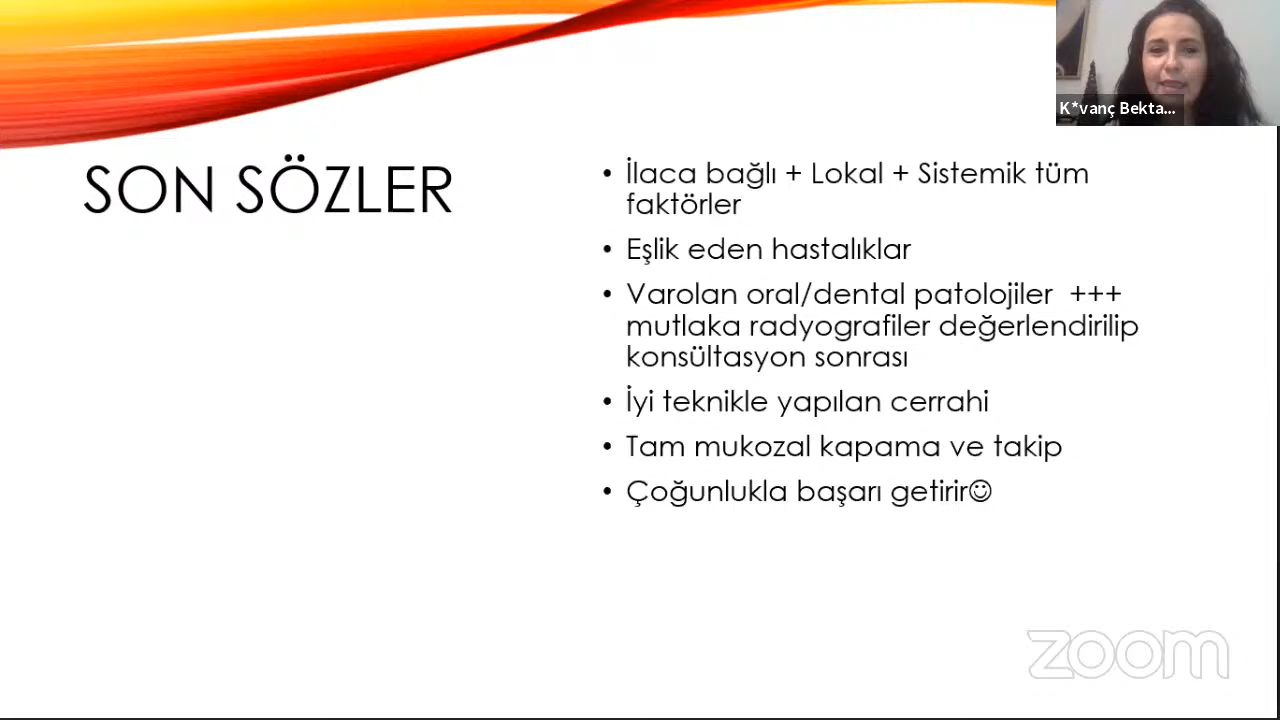 K*vanç Bekta...
SON SÖZLER
• İlaca bağlı + Lokal + Sistemik tüm
faktörler
• Eşlik eden hastalıklar
• Varolan oral/dental patolojiler +++
mutlaka radyografiler değerlendirilip
konsültasyon sonrası
• İyi teknikle yapılan cerrahi
• Tam mukozal kapama ve takip
• Çoğunlukla başarı getirir☺
zoom